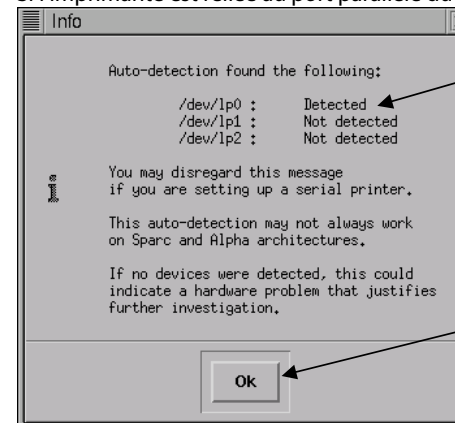 Info
Auto-detection found the following:
/dev/lp0 : Detected
/dev/lp1 : Not detected
/dev/lp2 : Not detected
You may disregard this message
if you are setting up a serial printer.
This auto-detection may not always work
on Sparc and Alpha architectures.
If no devices were detected, this could
indicate a hardware problem that justifies
further investigation.
Ok